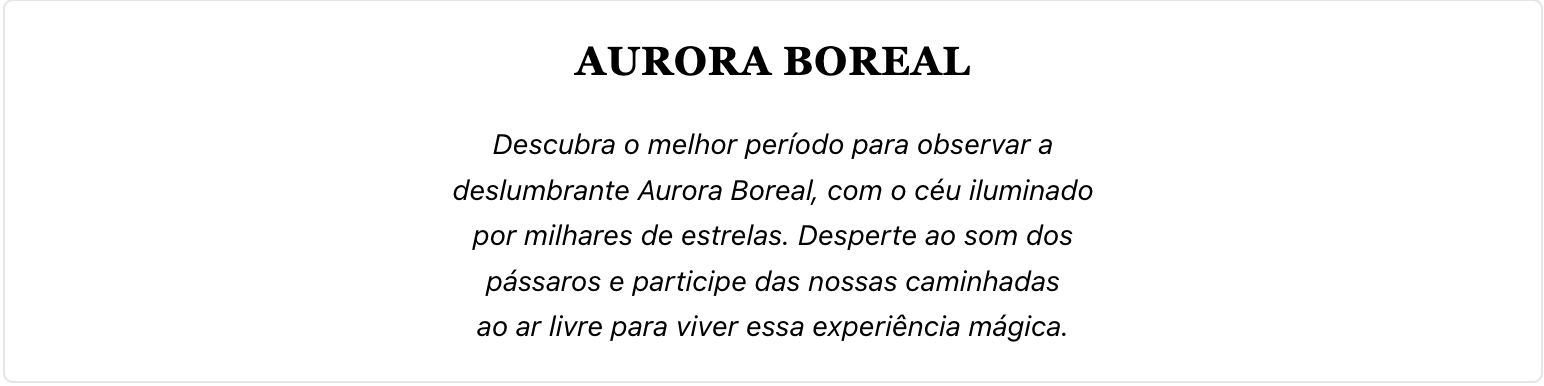 AURORA BOREAL
Descubra o melhor período para observar a
deslumbrante Aurora Boreal, com o céu iluminado
por milhares de estrelas. Desperte ao som dos
pássaros e participe das nossas caminhadas
ao ar livre para viver essa experiência mágica.